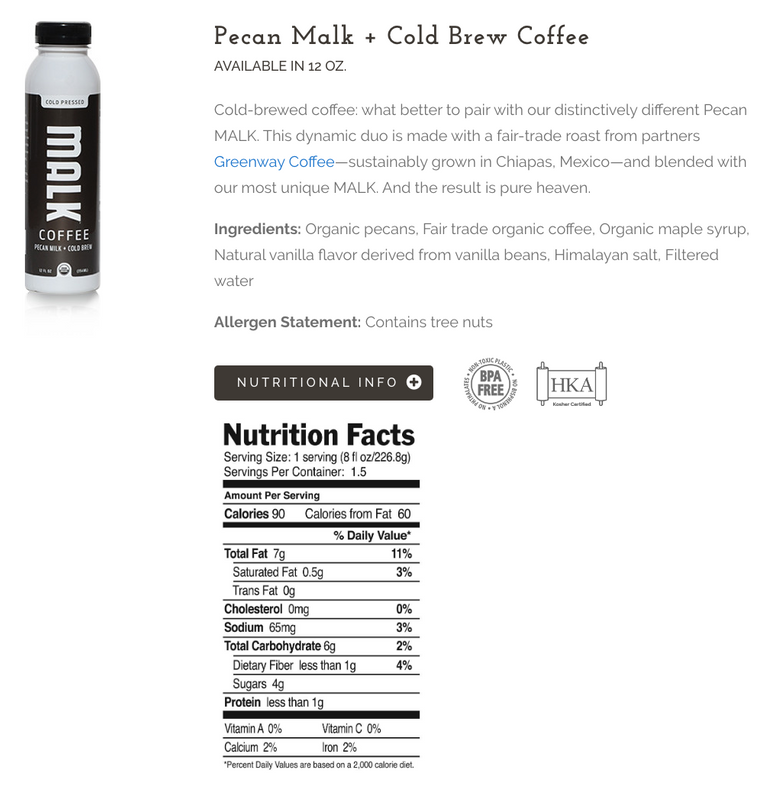 Pecan Malk + Cold Brew Coffee
AVAILABLE IN 12 OZ.
COLD PRESSED
MALK
COFFEE
PECAN MILK + COLD BREW
12 FL OZ
Cold-brewed coffee: what better to pair with our distinctively different Pecan
MALK. This dynamic duo is made with a fair-trade roast from partners
Greenway Coffee—sustainably grown in Chiapas, Mexico—and blended with
our most unique MALK. And the result is pure heaven.
Ingredients: Organic pecans, Fair trade organic coffee, Organic maple syrup,
Natural vanilla flavor derived from vanilla beans, Himalayan salt, Filtered
water
Allergen Statement: Contains tree nuts
NUTRITIONAL INFO
NON-TOXIC PLASTIC • NO BISPHENOL A • NO PHTHALATES •
BPA
FREE
HKA
Kosher Certified
Nutrition Facts
Serving Size: 1 serving (8 fl oz/226.8g)
Servings Per Container: 1.5
Amount Per Serving
Calories 90 Calories from Fat 60
% Daily Value*
Total Fat 7g 11%
Saturated Fat 0.5g 3%
Trans Fat 0g
Cholesterol 0mg 0%
Sodium 65mg 3%
Total Carbohydrate 6g 2%
Dietary Fiber less than 1g 4%
Sugars 4g
Protein less than 1g
Vitamin A 0% Vitamin C 0%
Calcium 2% Iron 2%
*Percent Daily Values are based on a 2,000 calorie diet.